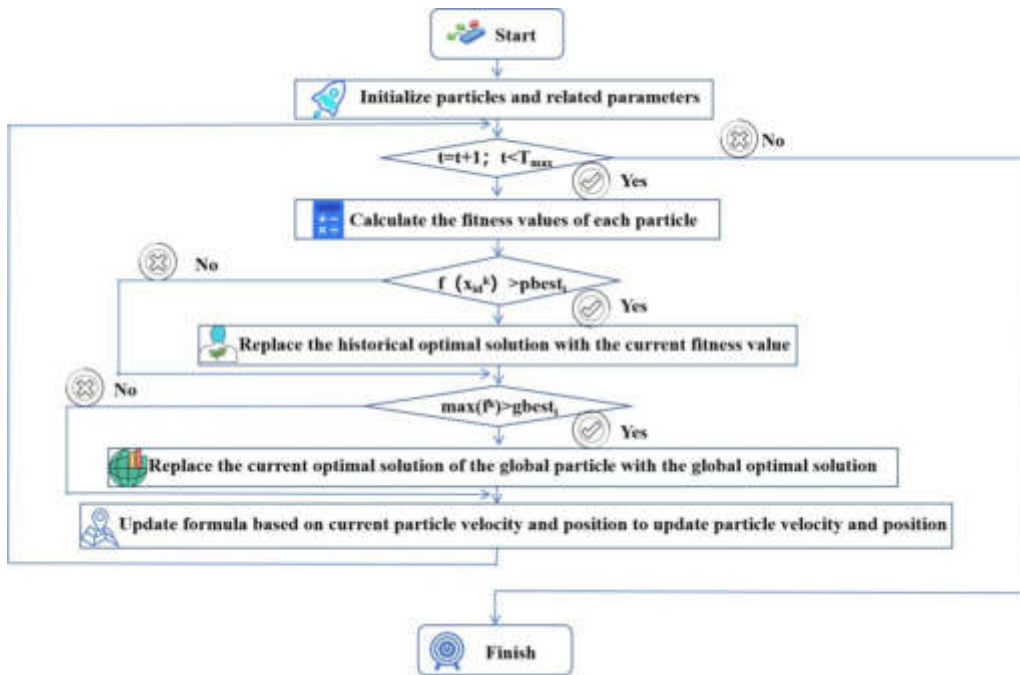 Start
Initialize particles and related parameters
No
t=t+1; t<Tmax
Yes
Calculate the fitness values of each particle
No
f (xidᵏ) >pbesti
Yes
Replace the historical optimal solution with the current fitness value
No
max(fᵏ)>gbesti
Yes
Replace the current optimal solution of the global particle with the global optimal solution
Update formula based on current particle velocity and position to update particle velocity and position
Finish